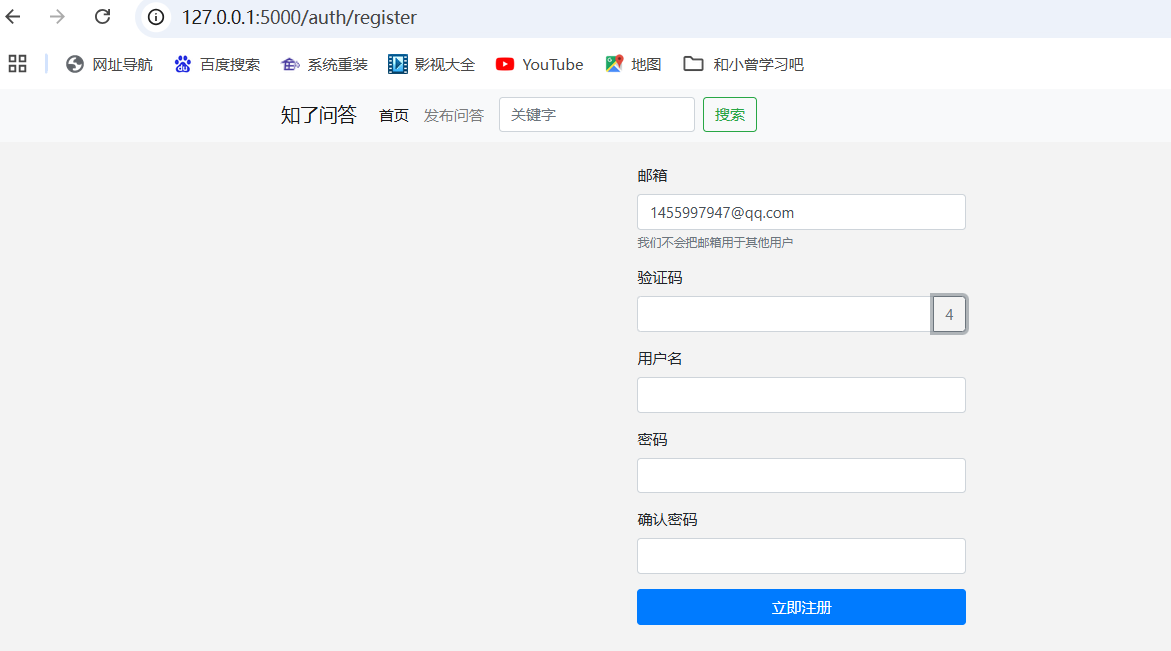 127.0.0.1:5000/auth/register
网址导航 百度搜索 系统重装 影视大全 YouTube 地图 和小曾学习吧
知了问答 首页 发布问答 关键字 搜索
邮箱
1455997947@qq.com
我们不会把邮箱用于其他用户
验证码
4
用户名
密码
确认密码
立即注册